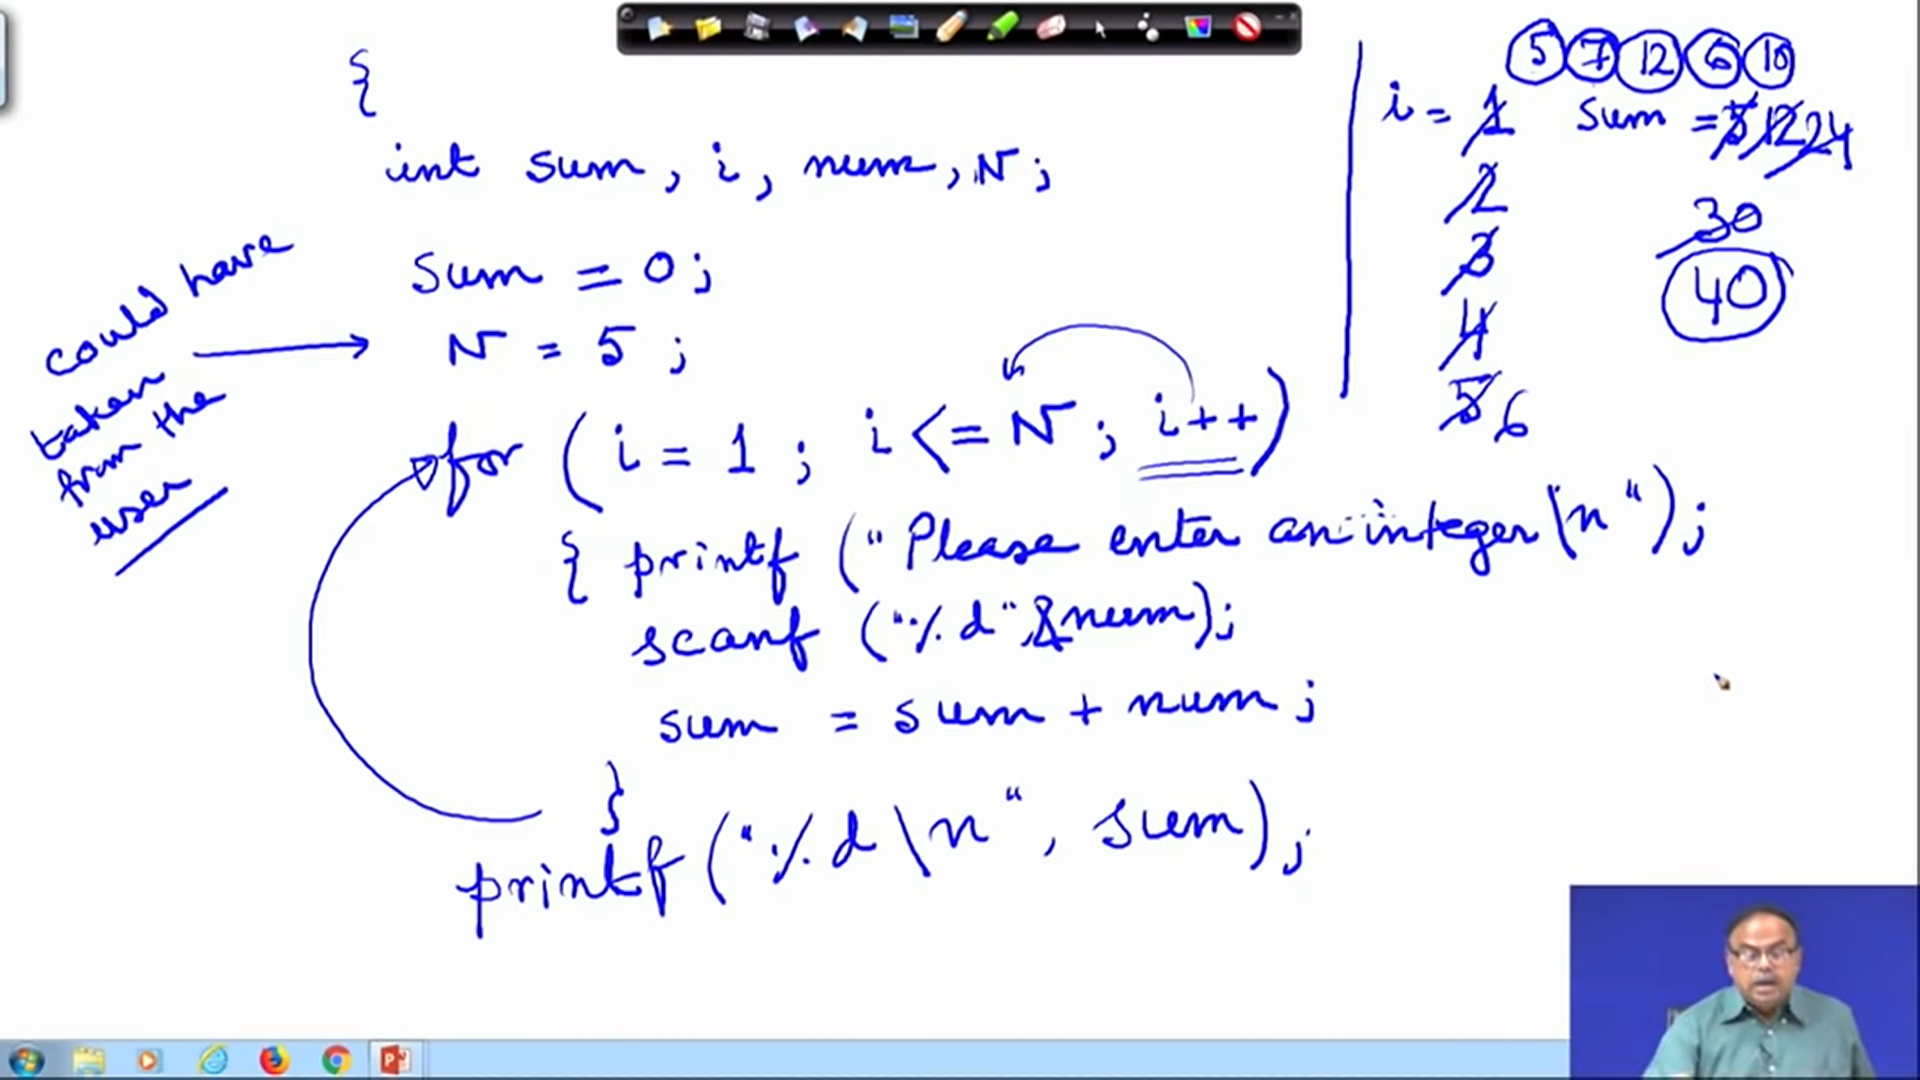 {
int sum, i, num, N;
sum = 0;
N = 5;
could have
taken
from the
user
for (i = 1; i <= N; i++)
{ printf ("Please enter an integer\n");
scanf ("%d", &num);
sum = sum + num;
}
printf ("%d\n", sum);
5 7 12 6 10
i = 1 sum = 5 12 24
2
30
3
40
4
5 6